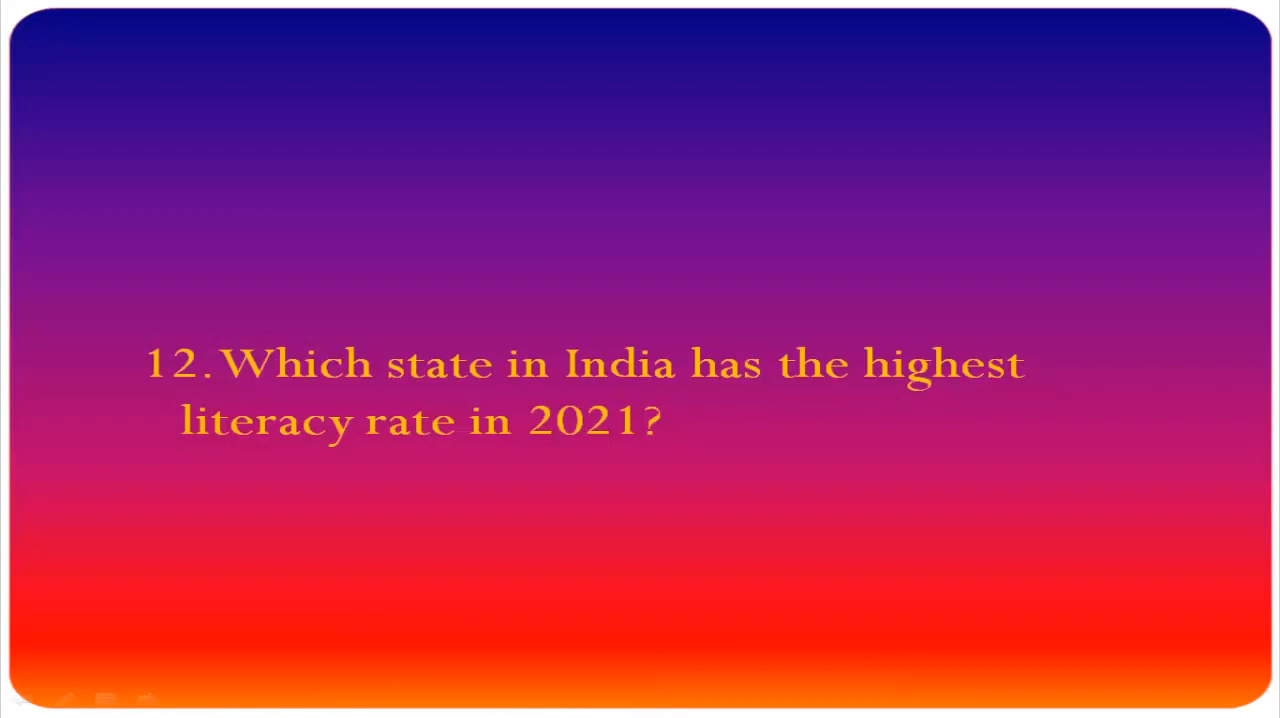 12. Which state in India has the highest
literacy rate in 2021?